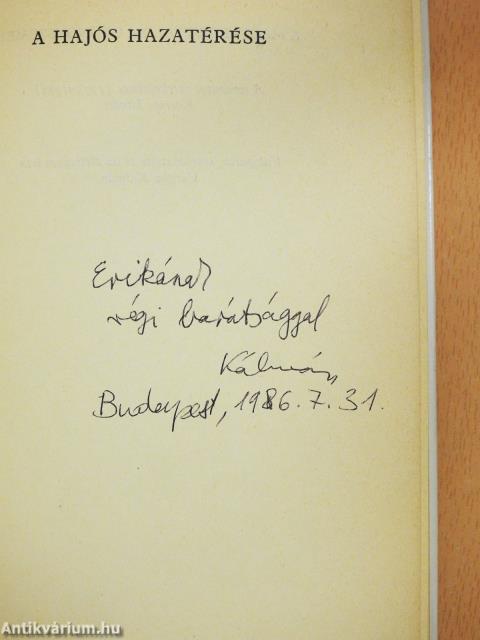 A HAJÓS HAZATÉRÉSE
Erikának
régi barátsággal
Kálmán
Budapest, 1986. 7. 31.
Antikvárium.hu